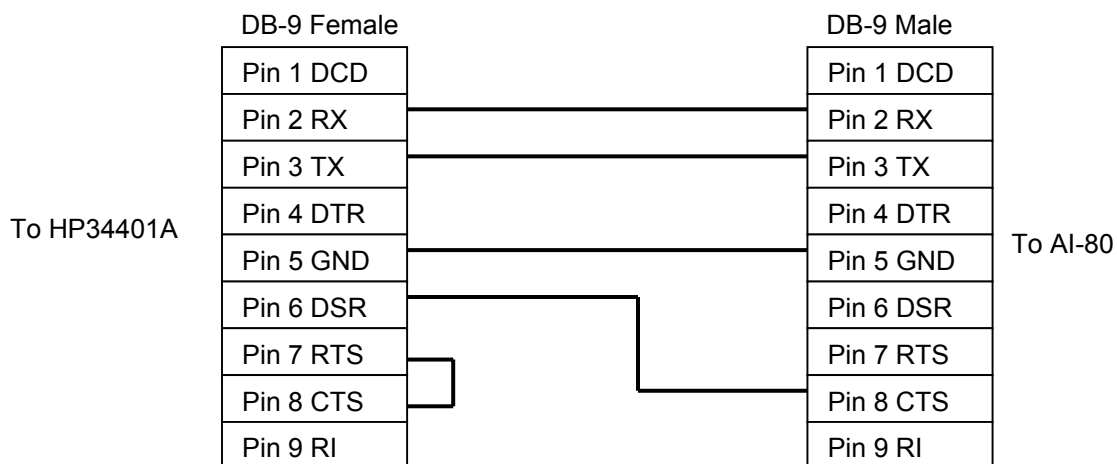 DB-9 Female
Pin 1 DCD
Pin 2 RX
Pin 3 TX
Pin 4 DTR
Pin 5 GND
Pin 6 DSR
Pin 7 RTS
Pin 8 CTS
Pin 9 RI
To HP34401A
DB-9 Male
Pin 1 DCD
Pin 2 RX
Pin 3 TX
Pin 4 DTR
Pin 5 GND
Pin 6 DSR
Pin 7 RTS
Pin 8 CTS
Pin 9 RI
To AI-80